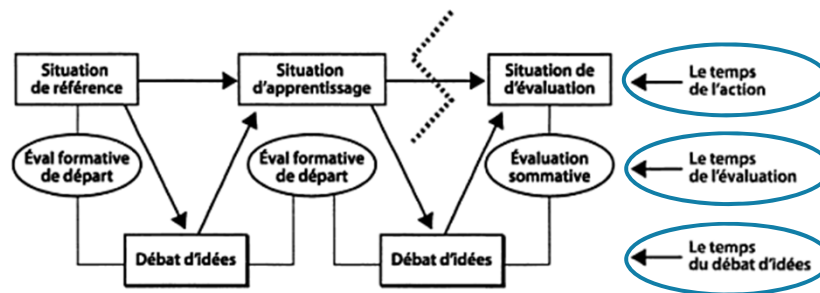 Situation
de référence
Situation
d'apprentissage
Situation de
d'évaluation
Le temps
de l'action
Éval formative
de départ
Éval formative
de départ
Évaluation
sommative
Le temps
de l'évaluation
Débat d'idées
Débat d'idées
Le temps
du débat d'idées